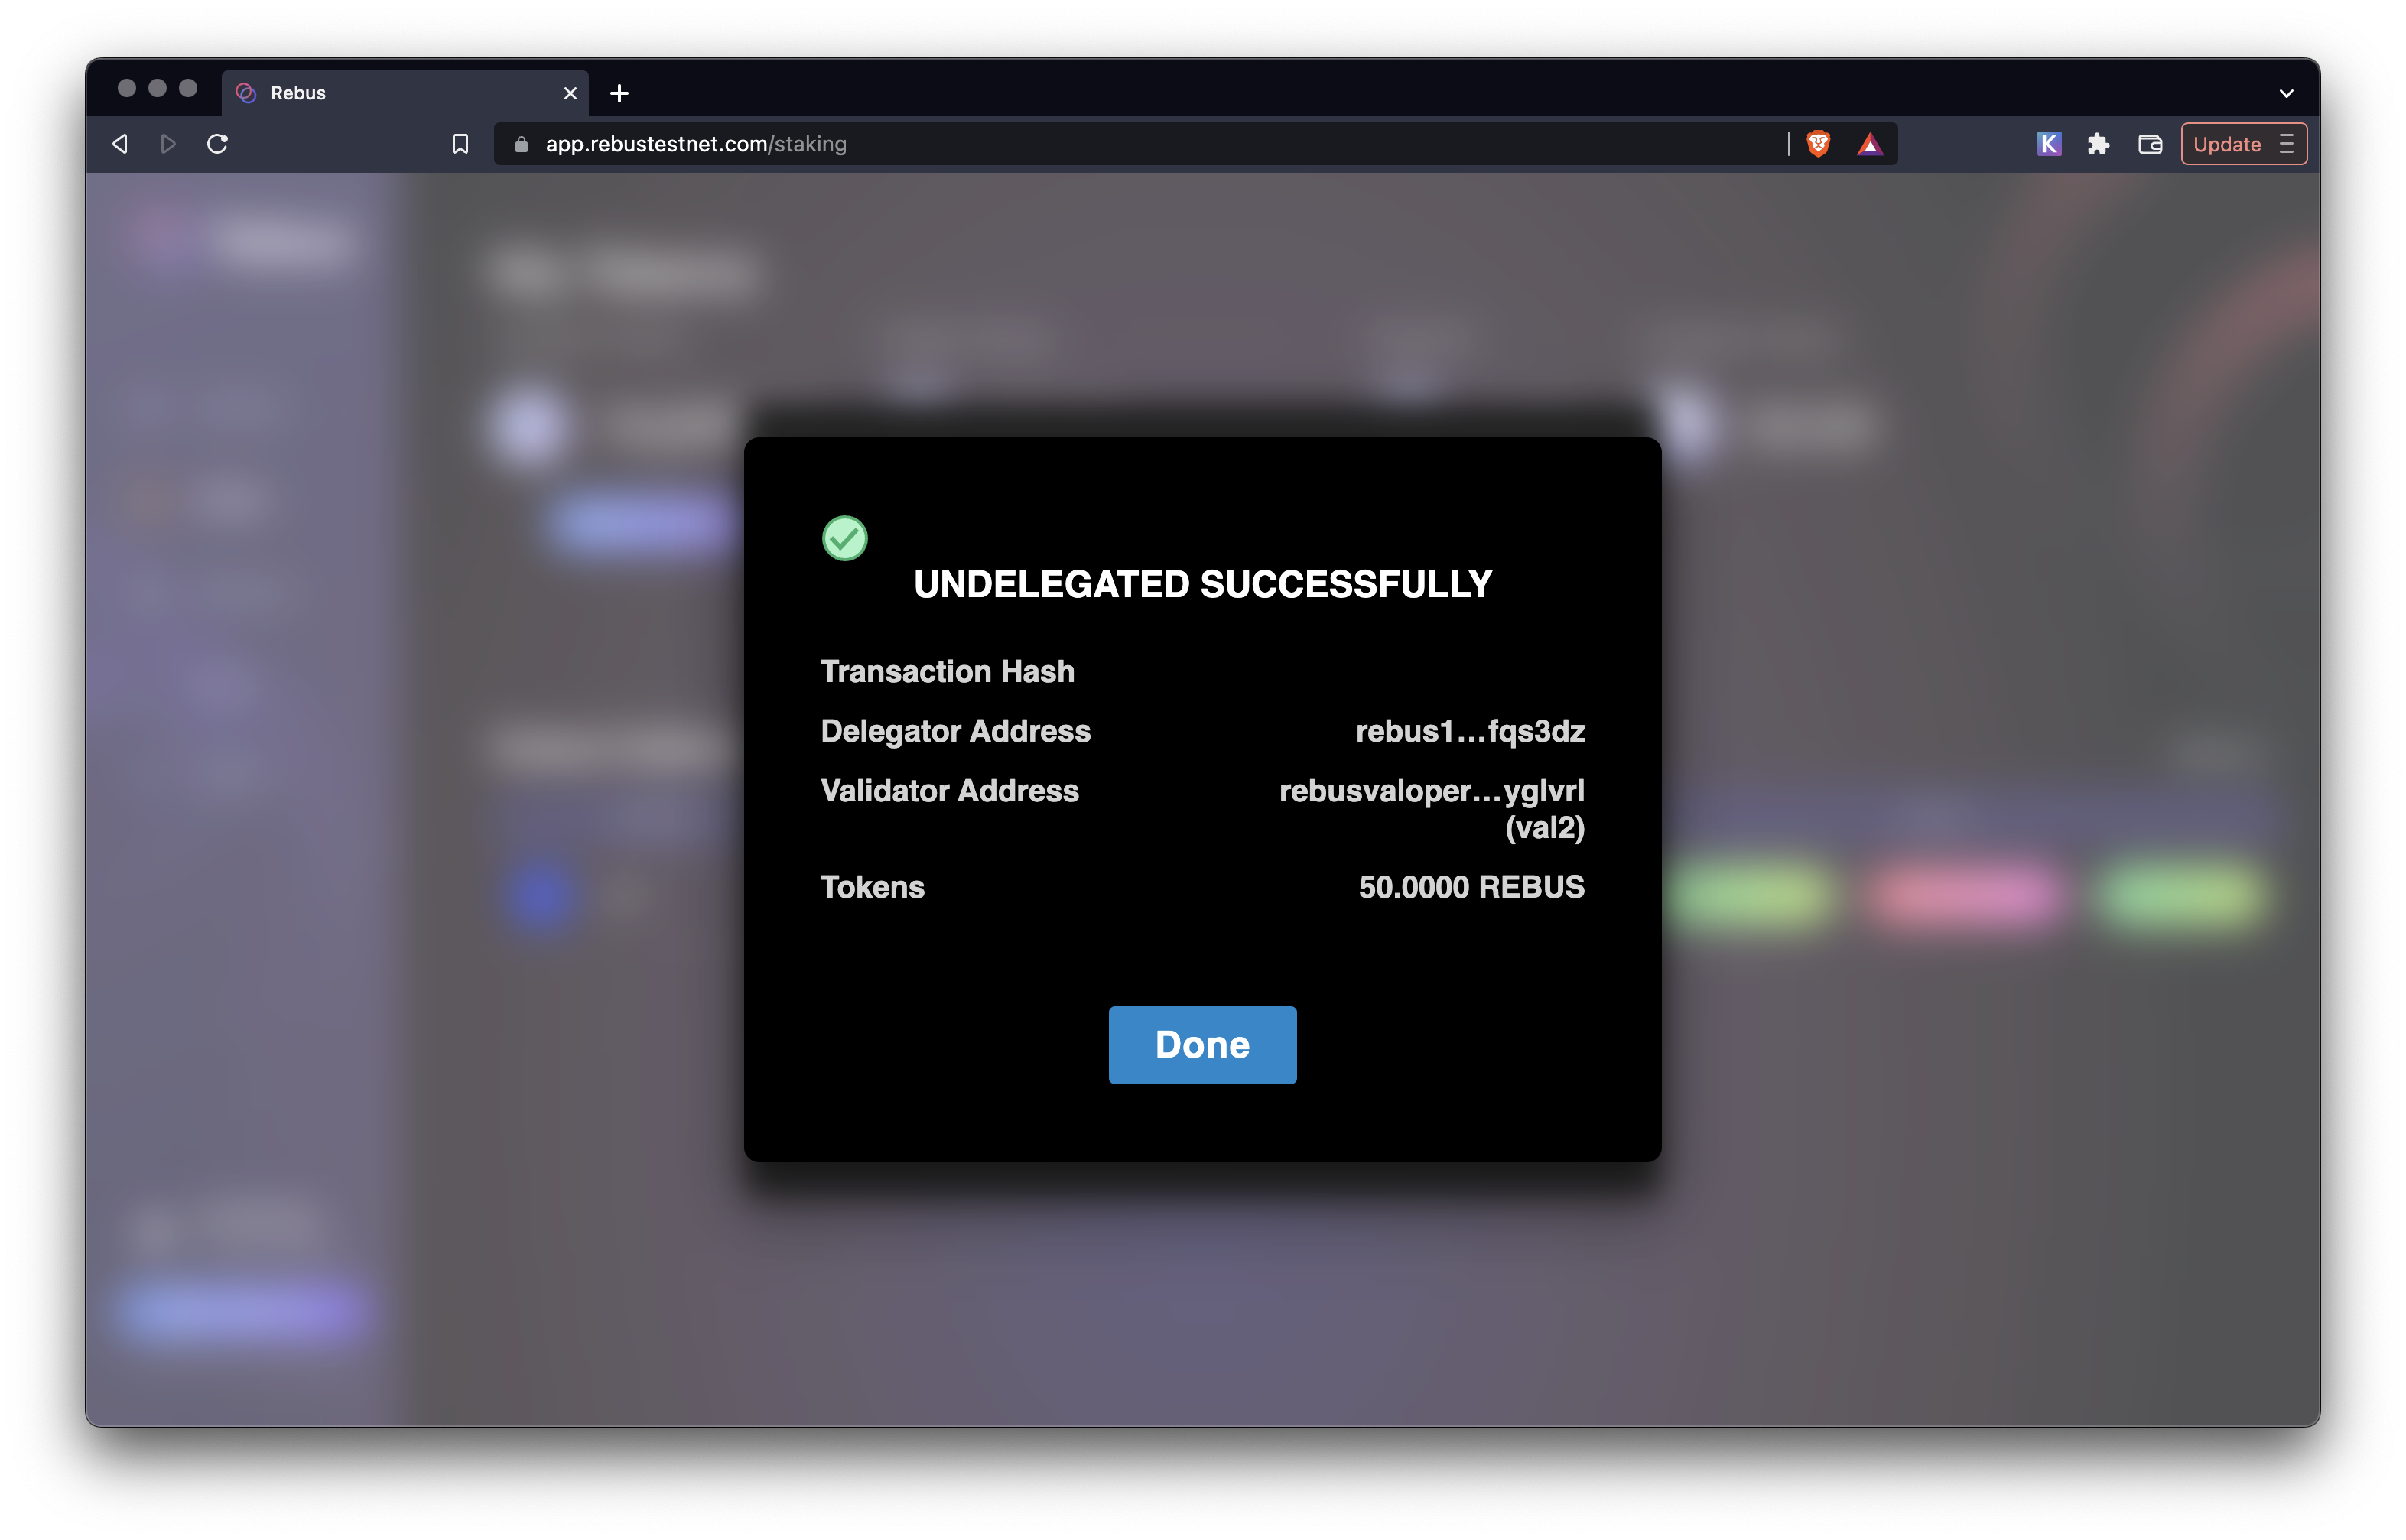 Rebus
app.rebustestnet.com/staking
Update
UNDELEGATED SUCCESSFULLY
Transaction Hash
Delegator Address rebus1...fqs3dz
Validator Address rebusvaloper...yglvrl
(val2)
Tokens 50.0000 REBUS
Done